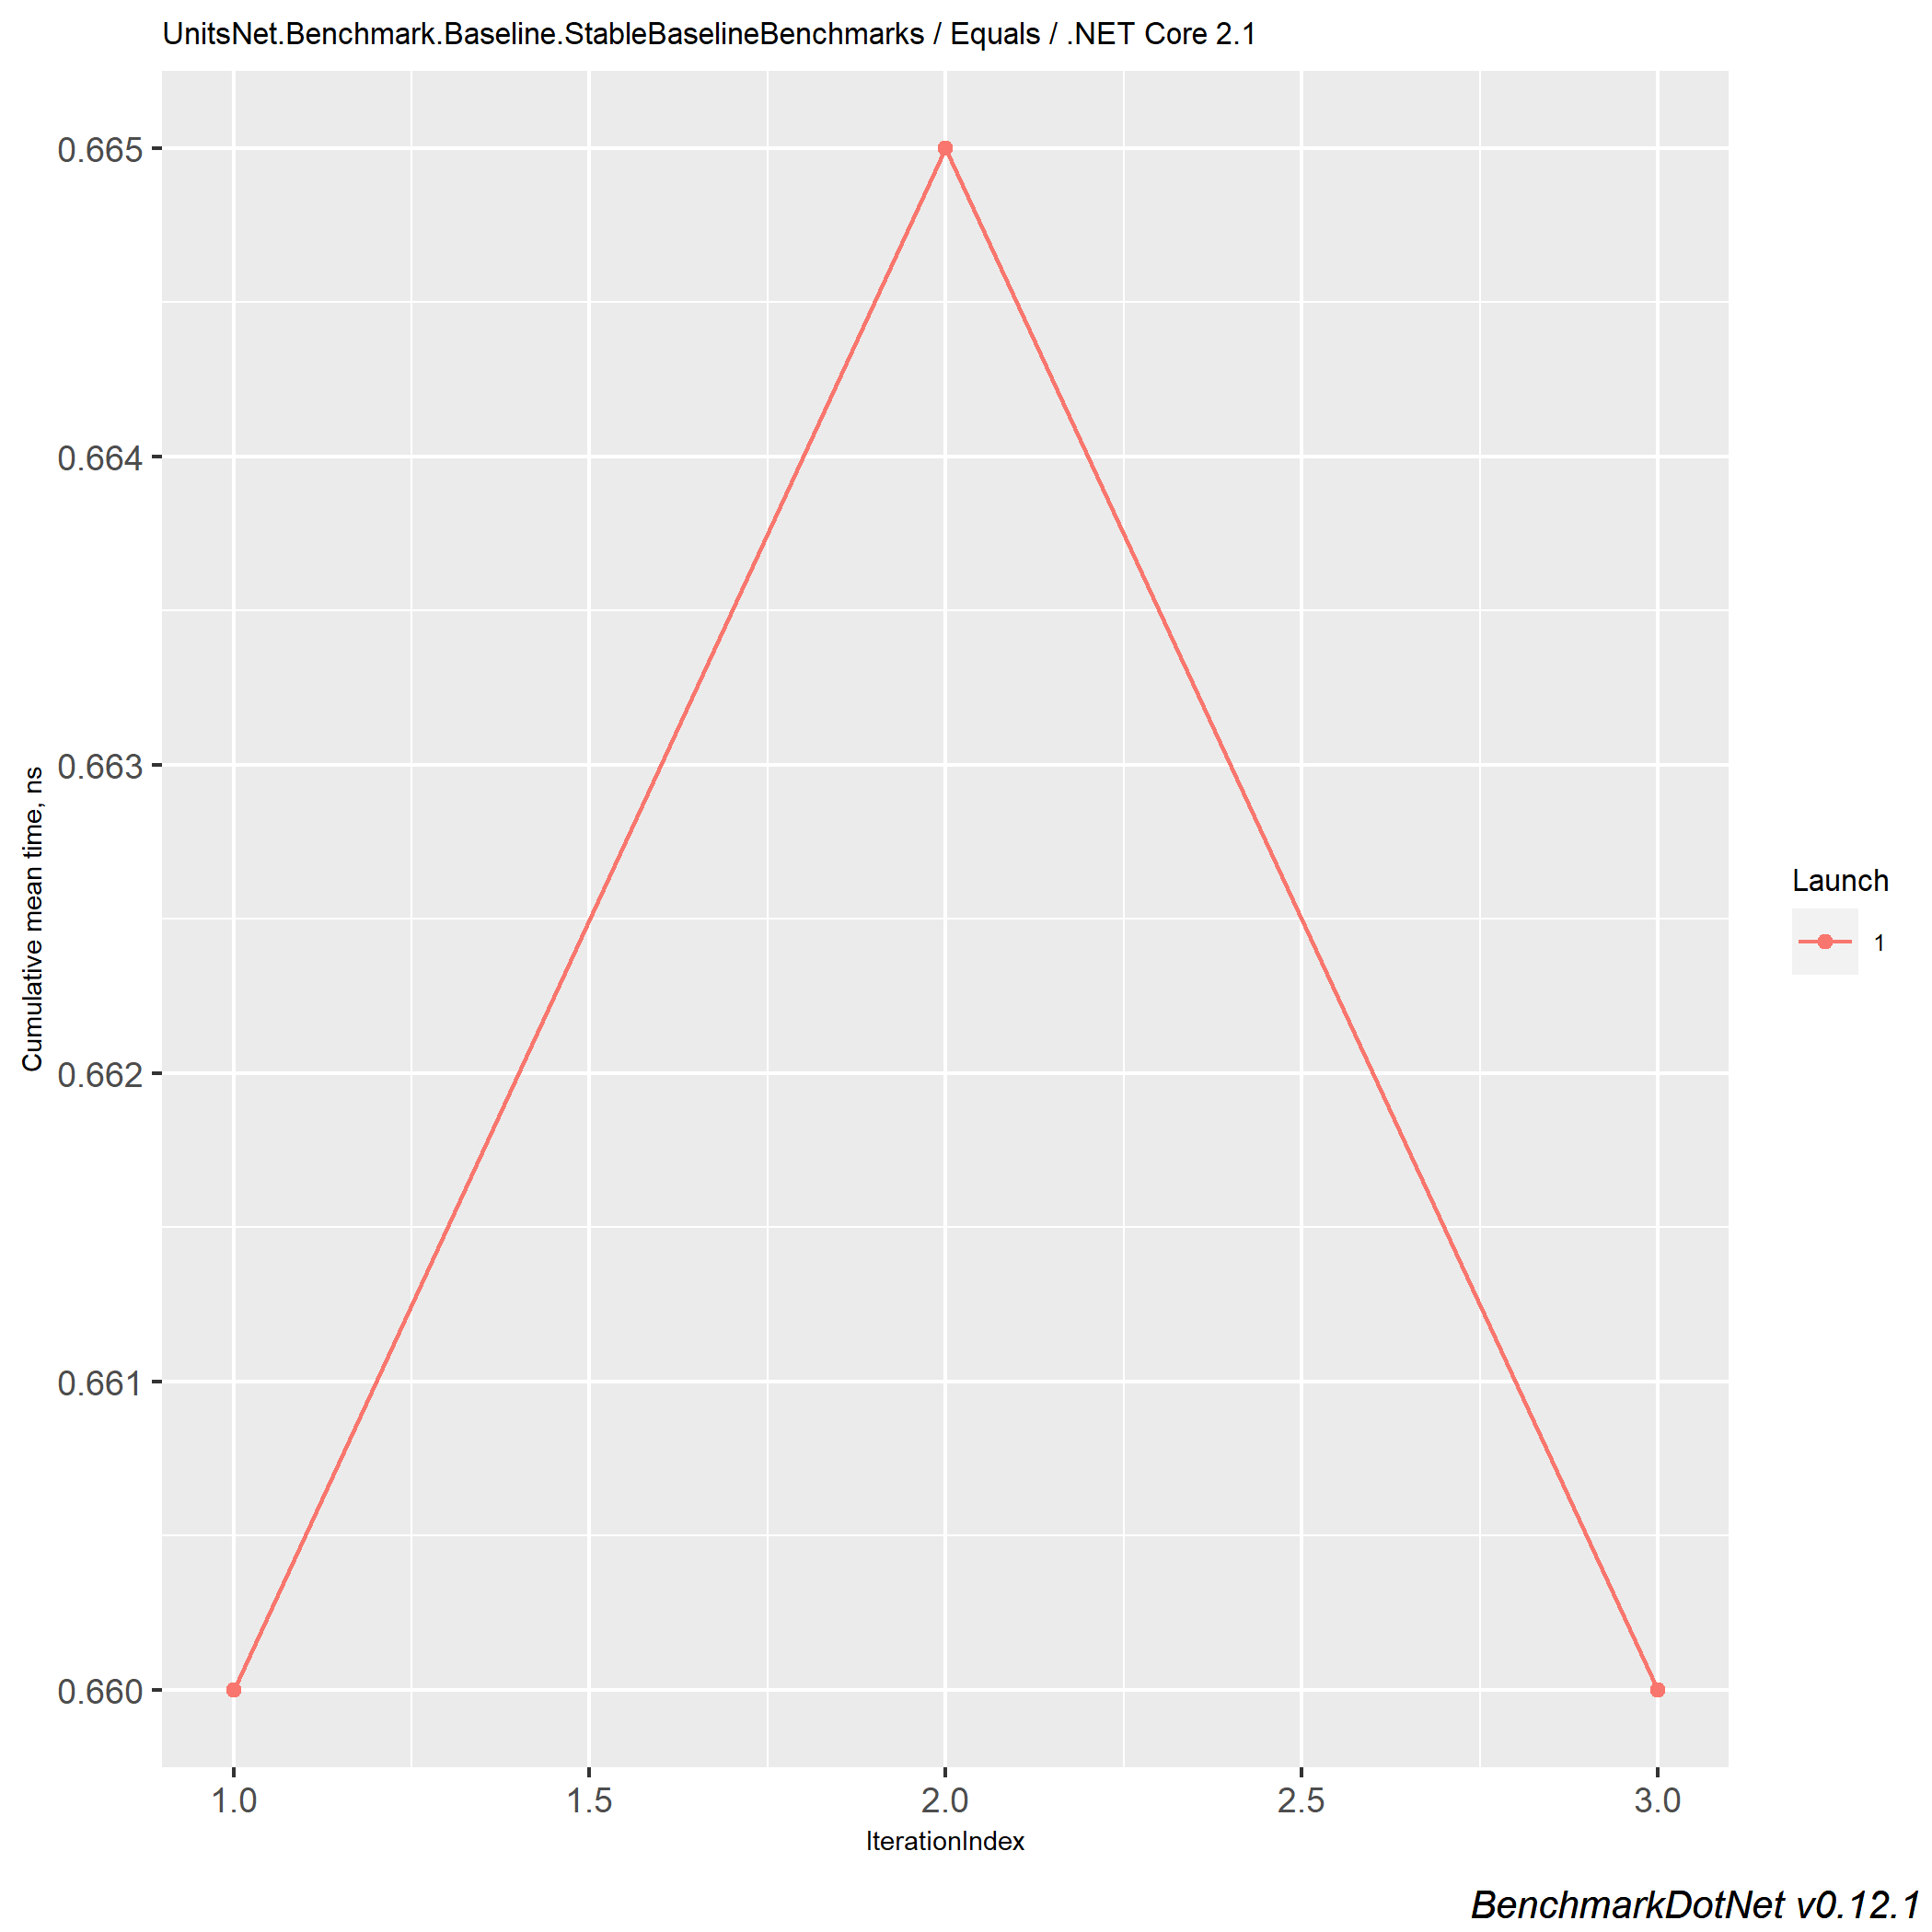 UnitsNet.Benchmark.Baseline.StableBaselineBenchmarks / Equals / .NET Core 2.1
0.665
0.664
0.663
0.662
0.661
0.660
Cumulative mean time, ns
1.0 1.5 2.0 2.5 3.0
IterationIndex
Launch
1
BenchmarkDotNet v0.12.1